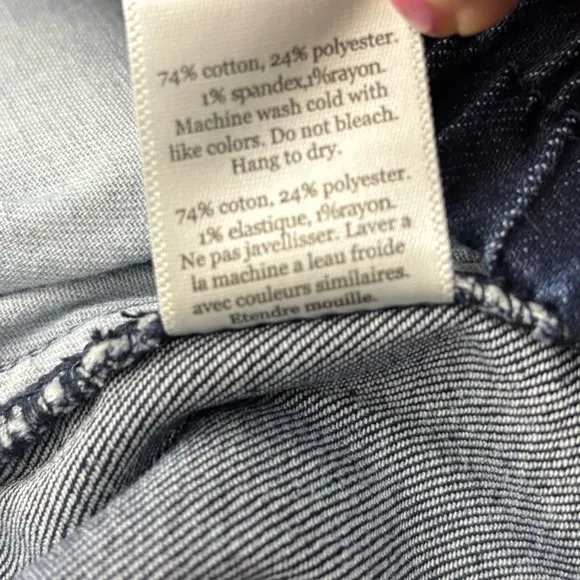 74% cotton, 24% polyester.
1% spandex,1%rayon.
Machine wash cold with
like colors. Do not bleach.
Hang to dry.
74% coton, 24% polyester.
1% elastique, 1%rayon.
Ne pas javellisser. Laver a
la machine a leau froide
avec couleurs similaires.
Etendre mouille.